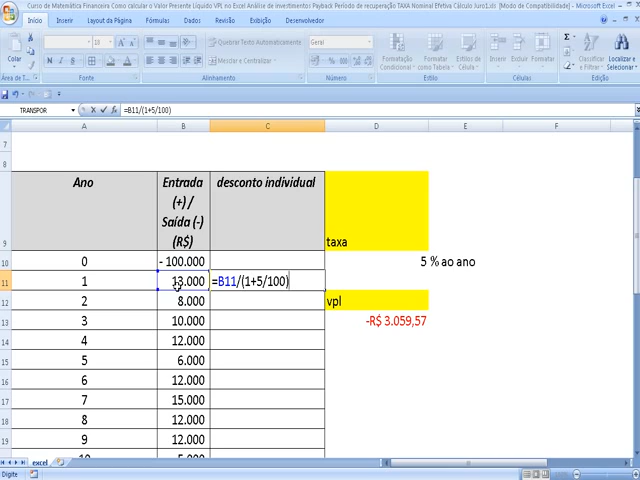 Curso de Matemática Financeira Como calcular o Valor Presente Líquido VPL no Excel Análise de investimentos Payback Período de recuperação TAXA Nominal Efetiva Cálculo Juro1.xls [Modo de Compatibilidade] - Microsoft Excel
Início Inserir Layout da Página Fórmulas Dados Revisão Exibição Desenvolvedor
Colar
Fonte
Quebrar Texto Automaticamente
Mesclar e Centralizar
Geral
Formatação Condicional
Formatar como Tabela
Estilos de Célula
Inserir Excluir Formatar
Classificar e Filtrar
Localizar e Selecionar
Área de T... Fonte Alinhamento Número Estilo Células Edição
TRANSPOR =B11/(1+5/100)
A B C D E F
7
8
9 Ano Entrada (+) / Saída (-) (R$) desconto individual taxa
10 0 - 100.000 5 % ao ano
11 1 13.000 =B11/(1+5/100)
12 2 8.000 vpl
13 3 10.000 -R$ 3.059,57
14 4 12.000
15 5 6.000
16 6 12.000
17 7 15.000
18 8 12.000
19 9 12.000
10 5.000
excel
Digite 100%